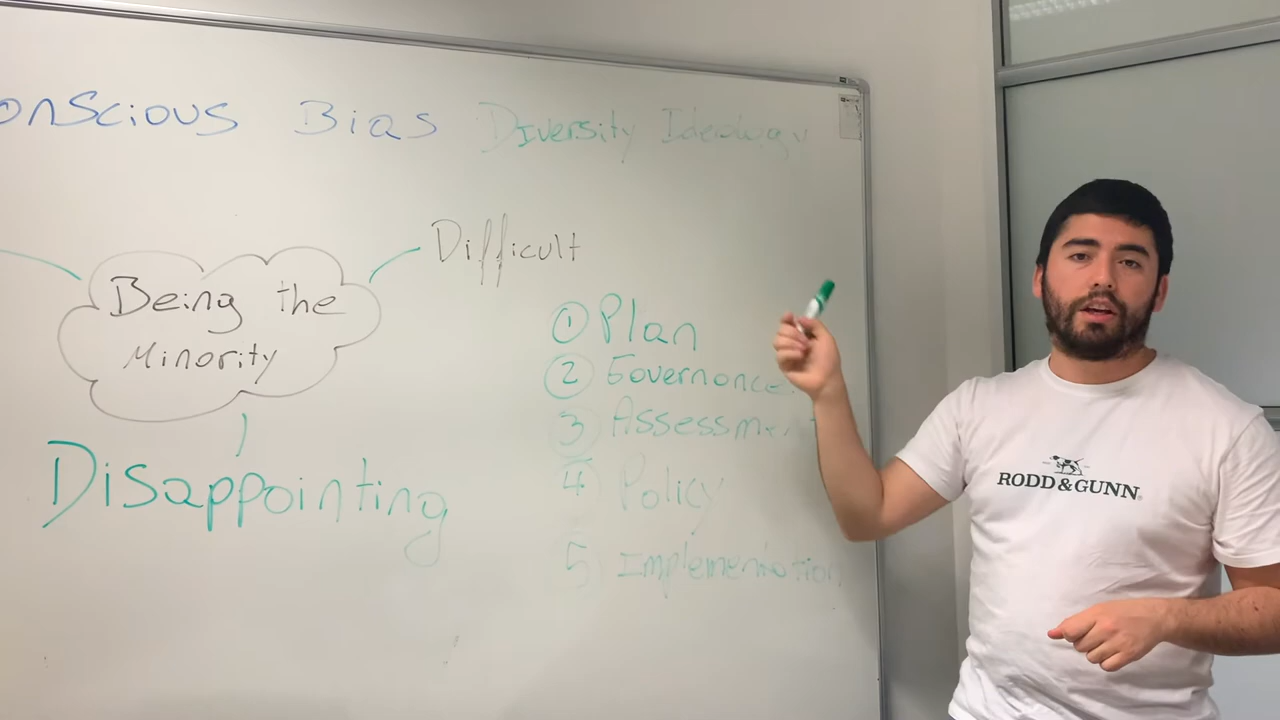 onscious Bias Diversity Ideology
Difficult
Being the
Minority
Disappointing
1 Plan
2 Governance
3 Assessment
4 Policy
5 Implementation
RODD & GUNN